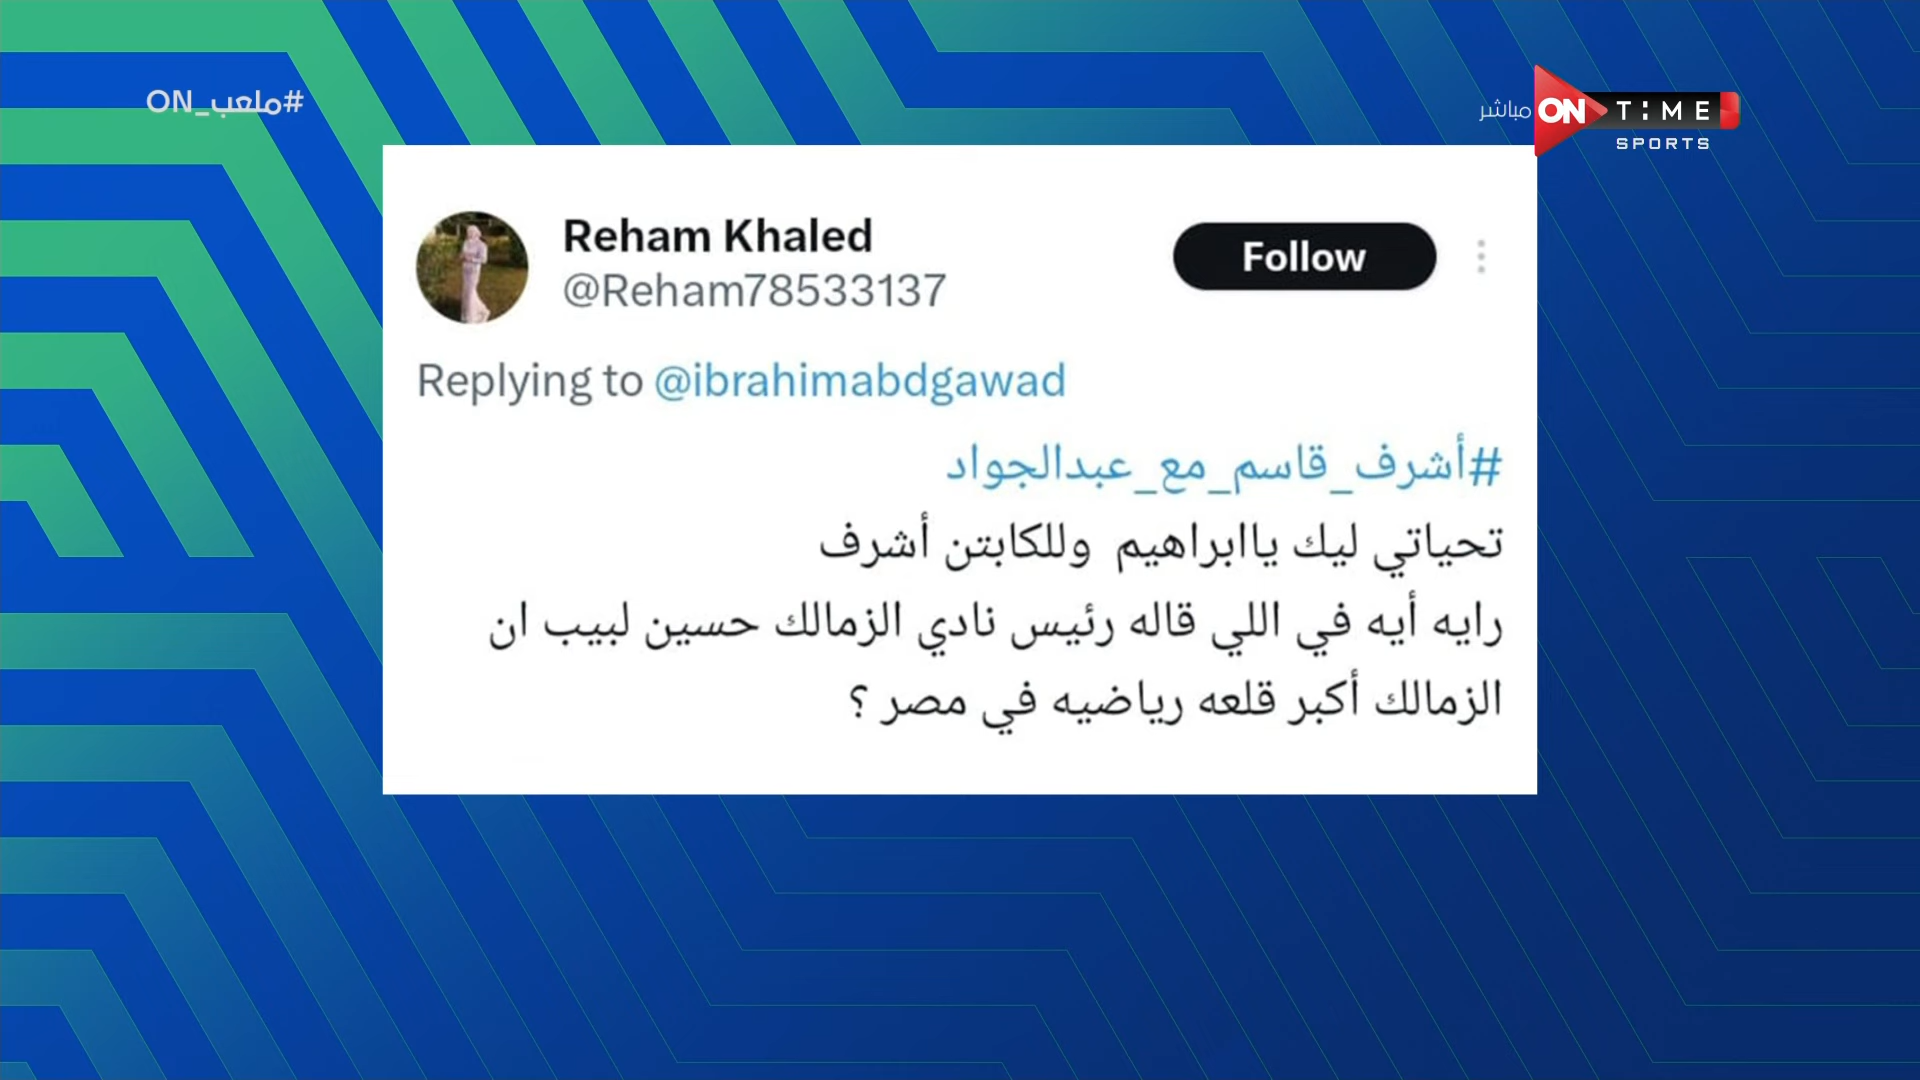 #ملعب_ON
مباشر
ON TIME
SPORTS
Reham Khaled
@Reham78533137
Follow
Replying to @ibrahimabdgawad
#أشرف_قاسم_مع_عبدالجواد
تحياتي ليك ياابراهيم وللكابتن أشرف
رايه أيه في اللي قاله رئيس نادي الزمالك حسين لبيب ان
الزمالك أكبر قلعه رياضيه في مصر ؟